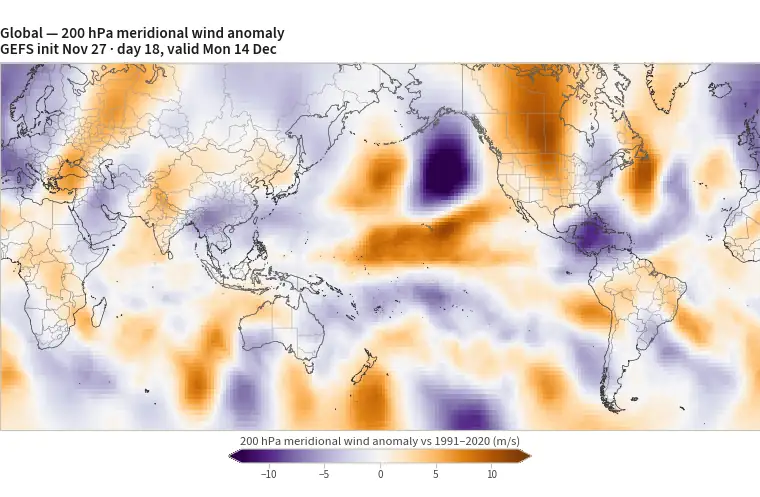 Global — 200 hPa meridional wind anomaly
GEFS init Nov 27 · day 18, valid Mon 14 Dec
200 hPa meridional wind anomaly vs 1991–2020 (m/s)
−10 −5 0 5 10